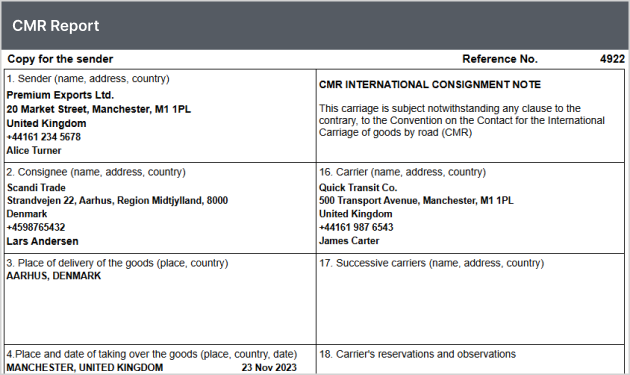 CMR Report
Copy for the sender
Reference No. 4922
1. Sender (name, address, country)
Premium Exports Ltd.
20 Market Street, Manchester, M1 1PL
United Kingdom
+44161 234 5678
Alice Turner
CMR INTERNATIONAL CONSIGNMENT NOTE
This carriage is subject notwithstanding any clause to the
contrary, to the Convention on the Contact for the International
Carriage of goods by road (CMR)
2. Consignee (name, address, country)
Scandi Trade
Strandvejen 22, Aarhus, Region Midtjylland, 8000
Denmark
+4598765432
Lars Andersen
16. Carrier (name, address, country)
Quick Transit Co.
500 Transport Avenue, Manchester, M1 1PL
United Kingdom
+44161 987 6543
James Carter
3. Place of delivery of the goods (place, country)
AARHUS, DENMARK
17. Successive carriers (name, address, country)
4.Place and date of taking over the goods (place, country, date)
MANCHESTER, UNITED KINGDOM 23 Nov 2023
18. Carrier's reservations and observations